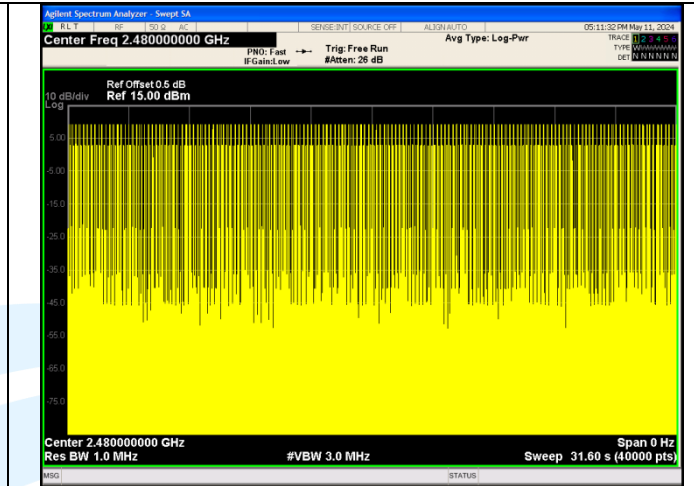 Agilent Spectrum Analyzer - Swept SA
RLT RF 50 Ω AC SENSE:INT SOURCE OFF ALIGN AUTO 05:11:32 PM May 11, 2024
Center Freq 2.480000000 GHz
PNO: Fast
IFGain:Low
Trig: Free Run
#Atten: 26 dB
Avg Type: Log-Pwr
TRACE 1 2 3 4 5 6
TYPE
DET N N N N N N
10 dB/div
Log
Ref Offset 0.5 dB
Ref 15.00 dBm
5.00
-5.00
-15.0
-25.0
-35.0
-45.0
-55.0
-65.0
-75.0
Center 2.480000000 GHz Span 0 Hz
Res BW 1.0 MHz #VBW 3.0 MHz Sweep 31.60 s (40000 pts)
MSG STATUS